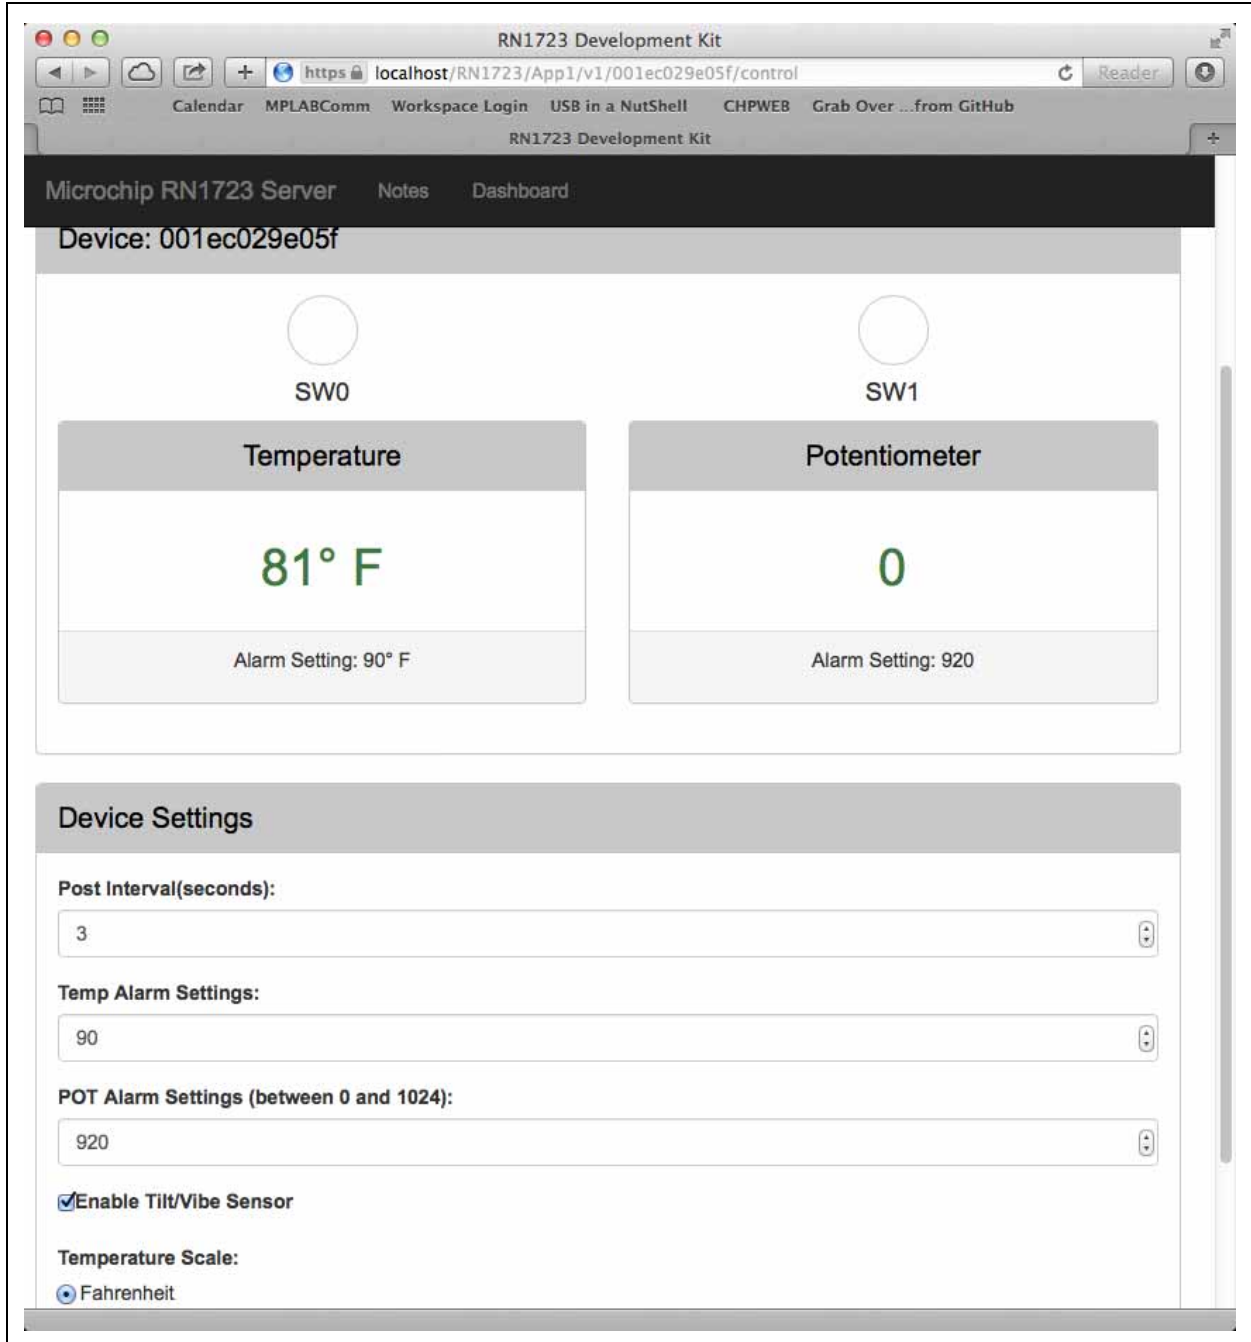 RN1723 Development Kit
https localhost/RN1723/App1/v1/001ec029e05f/control Reader
Calendar MPLABComm Workspace Login USB in a NutShell CHPWEB Grab Over ...from GitHub
RN1723 Development Kit
Microchip RN1723 Server Notes Dashboard
Device: 001ec029e05f
SW0 SW1
Temperature Potentiometer
81° F 0
Alarm Setting: 90° F Alarm Setting: 920
Device Settings
Post Interval(seconds):
3
Temp Alarm Settings:
90
POT Alarm Settings (between 0 and 1024):
920
Enable Tilt/Vibe Sensor
Temperature Scale:
Fahrenheit